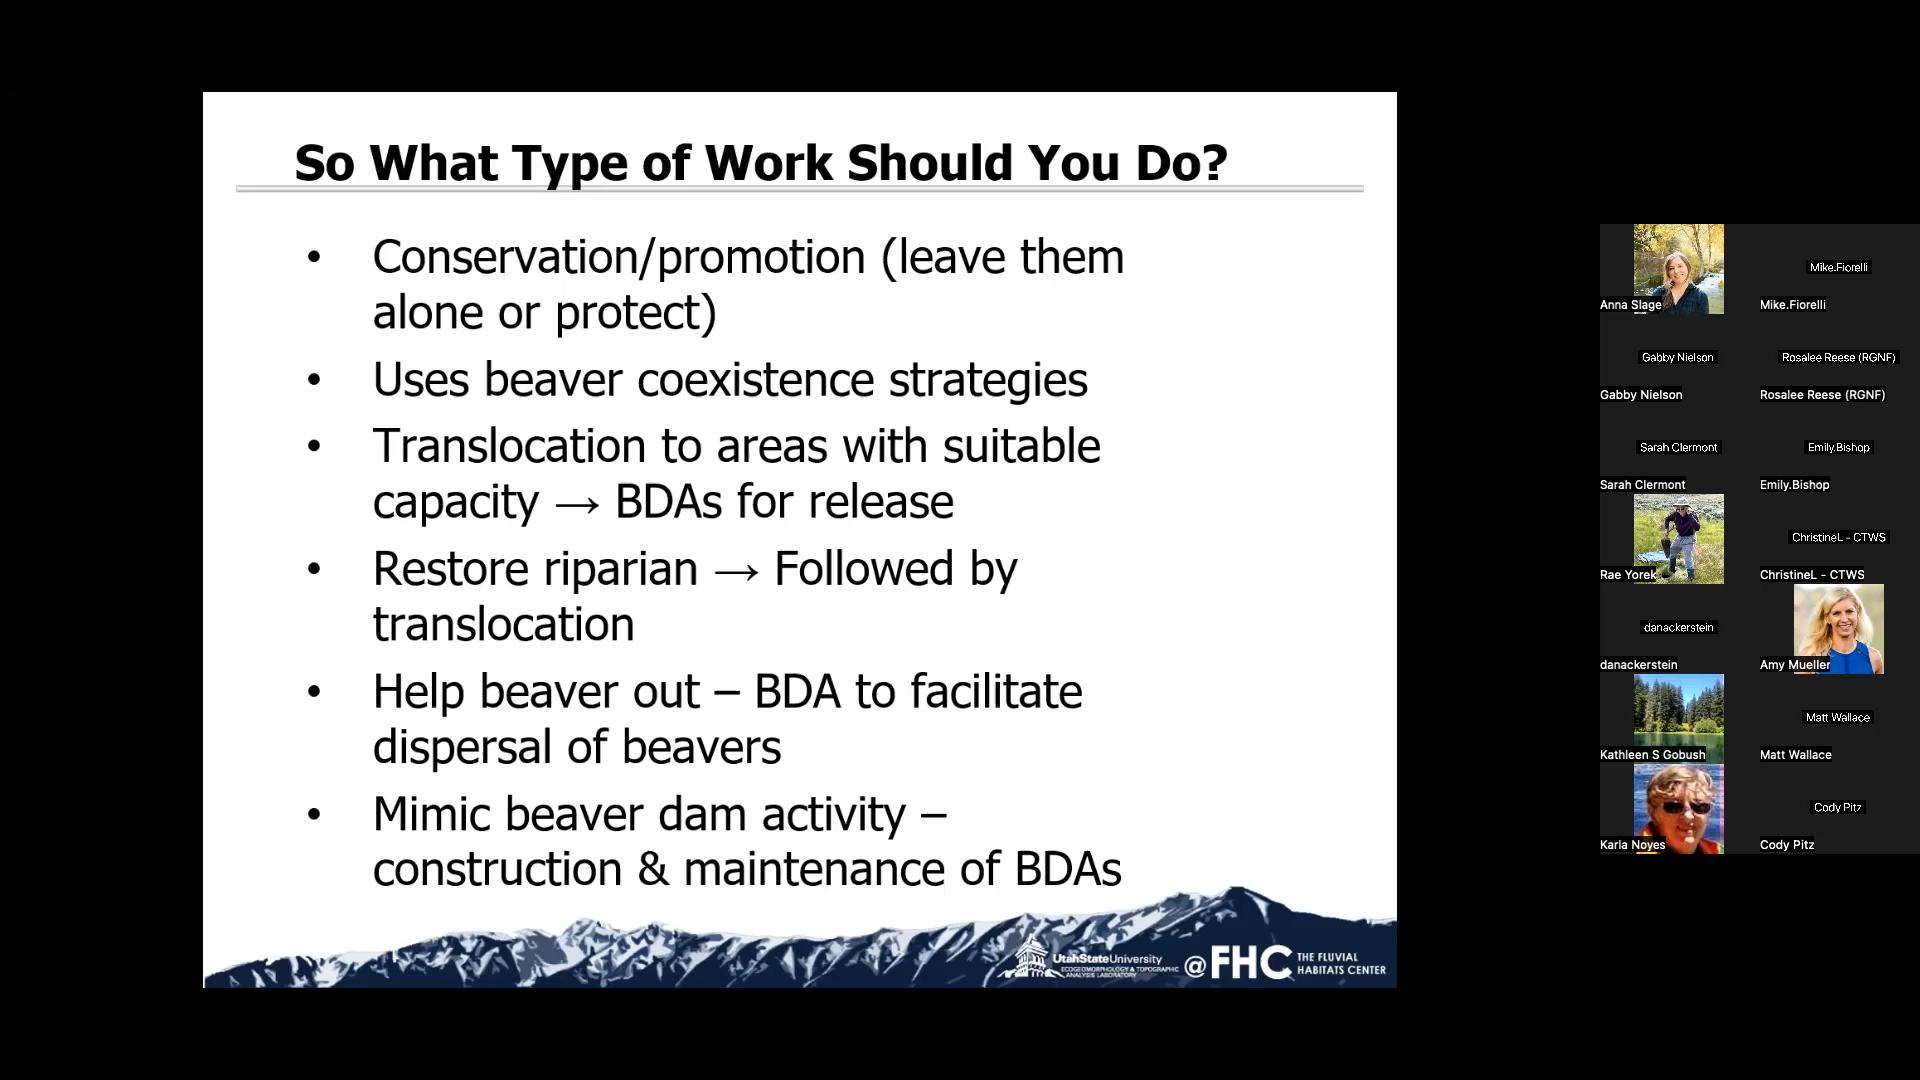 So What Type of Work Should You Do?
• Conservation/promotion (leave them
alone or protect)
• Uses beaver coexistence strategies
• Translocation to areas with suitable
capacity → BDAs for release
• Restore riparian → Followed by
translocation
• Help beaver out – BDA to facilitate
dispersal of beavers
• Mimic beaver dam activity –
construction & maintenance of BDAs
UtahStateUniversity
ECOGEOMORPHOLOGY & TOPOGRAPHIC
ANALYSIS LABORATORY
@FHC THE FLUVIAL
HABITATS CENTER
Anna Slage
Mike.Fiorelli
Mike.Fiorelli
Gabby Nielson
Gabby Nielson
Rosalee Reese (RGNF)
Rosalee Reese (RGNF)
Sarah Clermont
Sarah Clermont
Emily.Bishop
Emily.Bishop
Rae Yorek
ChristineL - CTWS
ChristineL - CTWS
danackerstein
danackerstein
Amy Mueller
Kathleen S Gobush
Matt Wallace
Matt Wallace
Karla Noyes
Cody Pitz
Cody Pitz